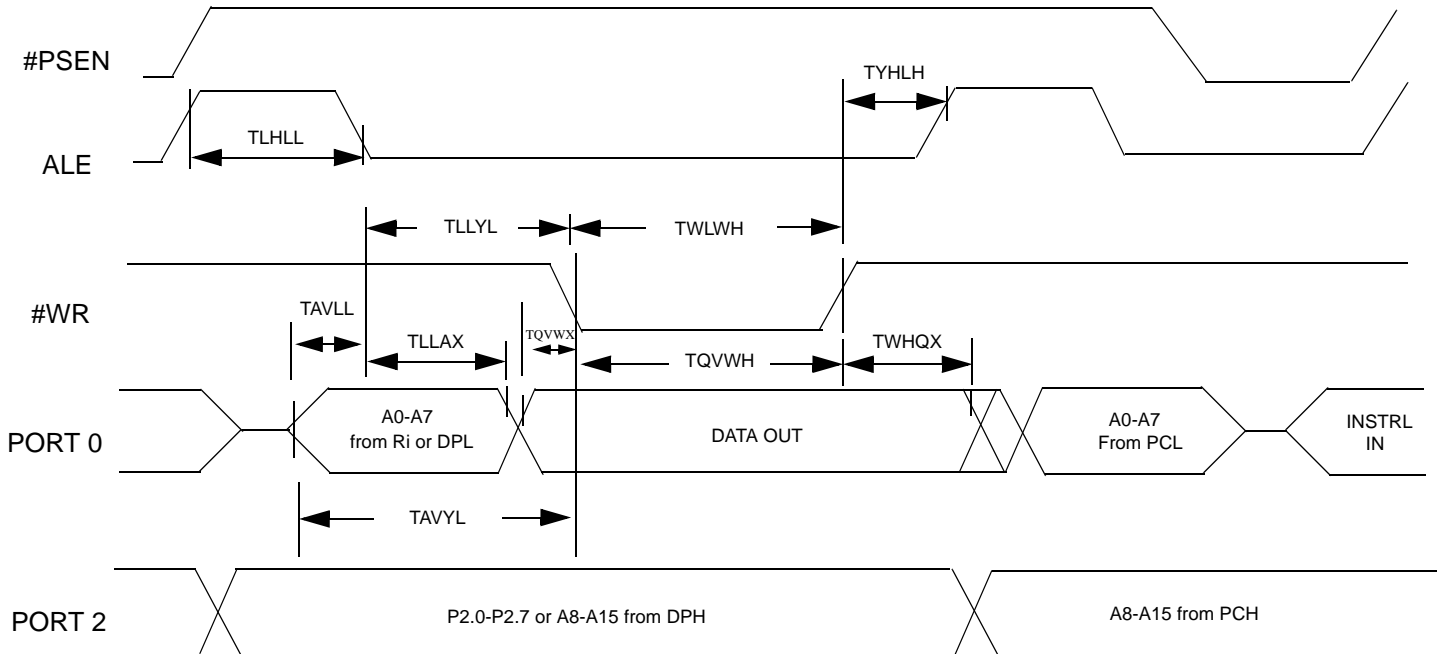 #PSEN
TYHLH
TLHLL
ALE
TLLYL
TWLWH
#WR
TAVLL
TQVWX
TLLAX
TQVWH
TWHQX
PORT 0
A0-A7
from Ri or DPL
DATA OUT
A0-A7
From PCL
INSTRL
IN
TAVYL
PORT 2
P2.0-P2.7 or A8-A15 from DPH
A8-A15 from PCH